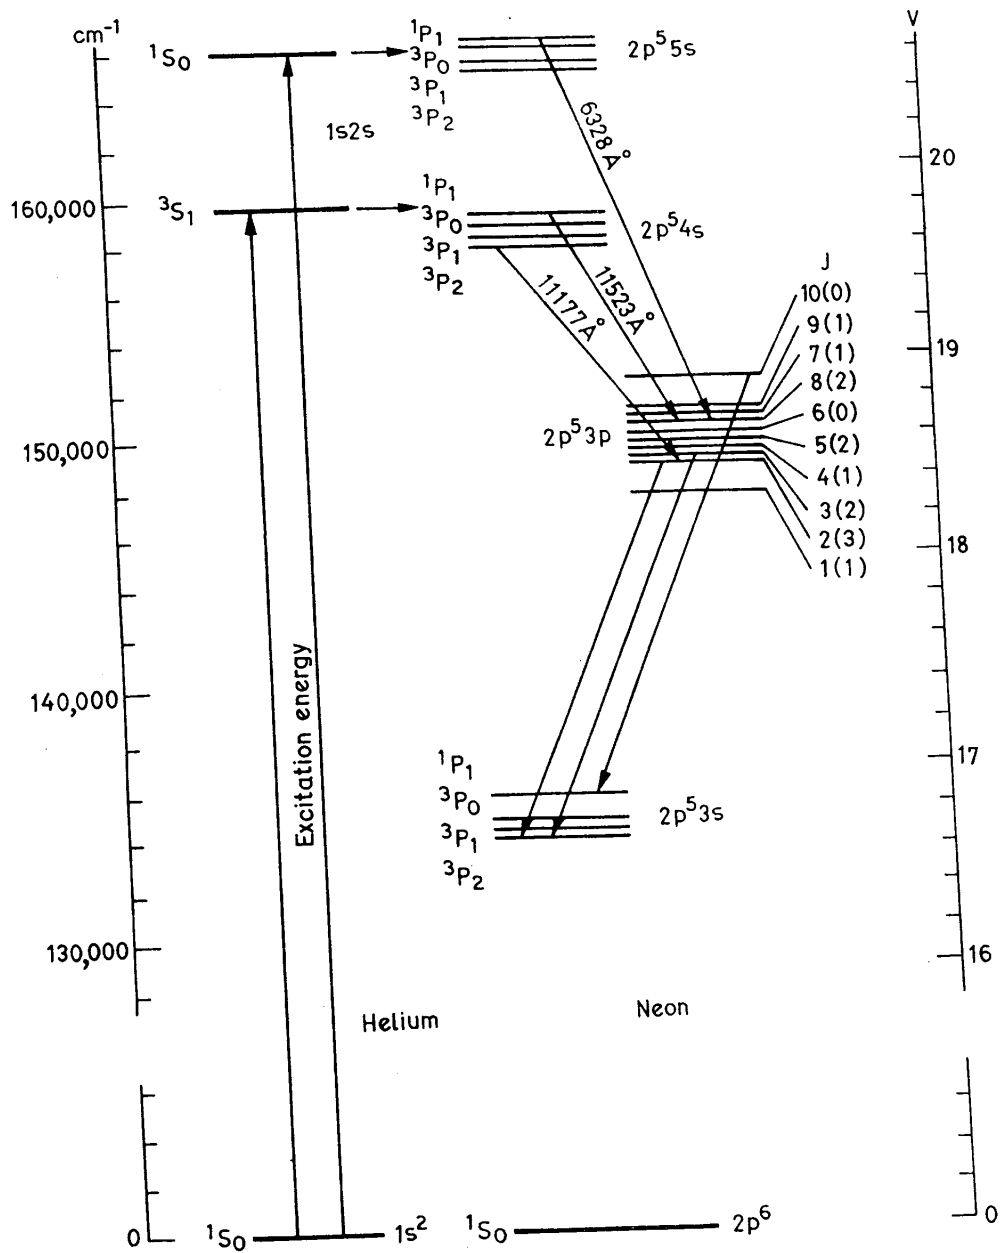 cm⁻¹
V
¹S₀
¹P₁
³P₀
³P₁
³P₂
2p⁵5s
1s2s
6328Å
20
160,000
³S₁
¹P₁
³P₀
³P₁
³P₂
2p⁵4s
11177Å
11523Å
J
10(0)
9(1)
19
7(1)
8(2)
6(0)
2p⁵3p
5(2)
150,000
4(1)
3(2)
18
2(3)
1(1)
Excitation energy
140,000
¹P₁
17
³P₀
³P₁
³P₂
2p⁵3s
130,000
16
Helium
Neon
0
¹S₀
1s²
¹S₀
2p⁶
0